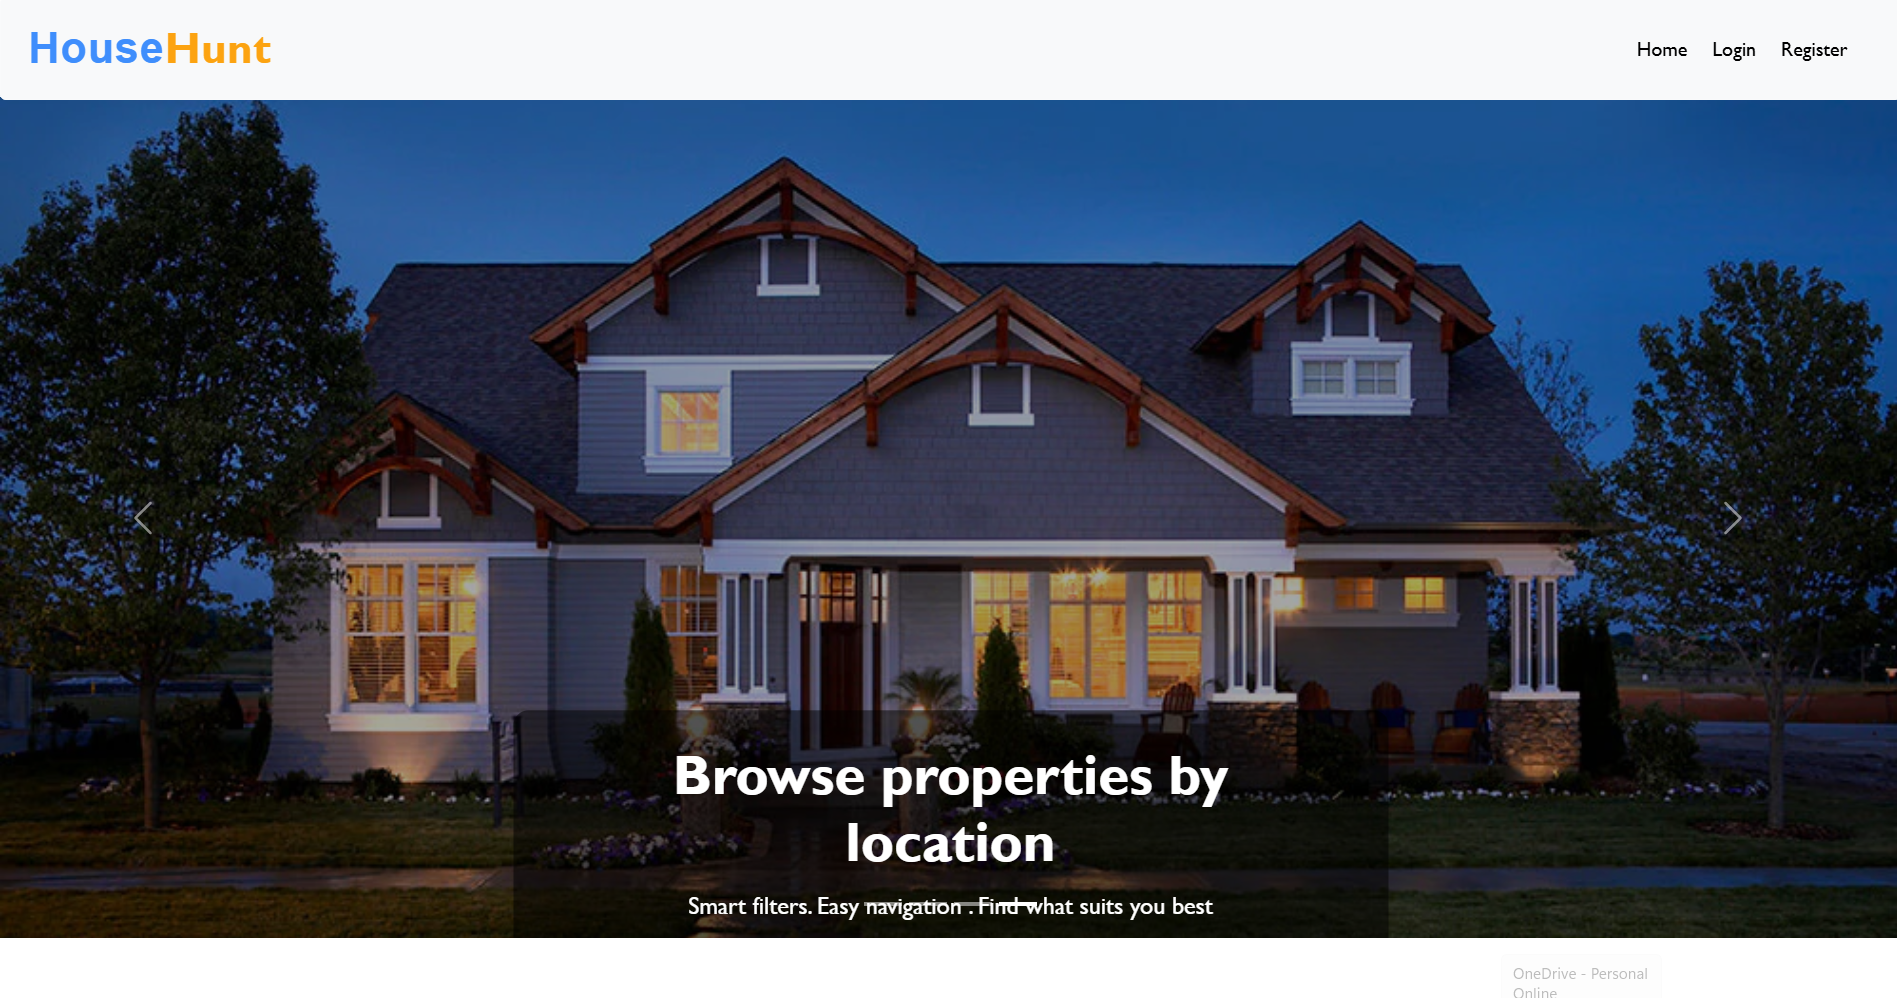 HouseHunt
Home Login Register
Browse properties by
location
Smart filters. Easy navigation . Find what suits you best
OneDrive - Personal
Online